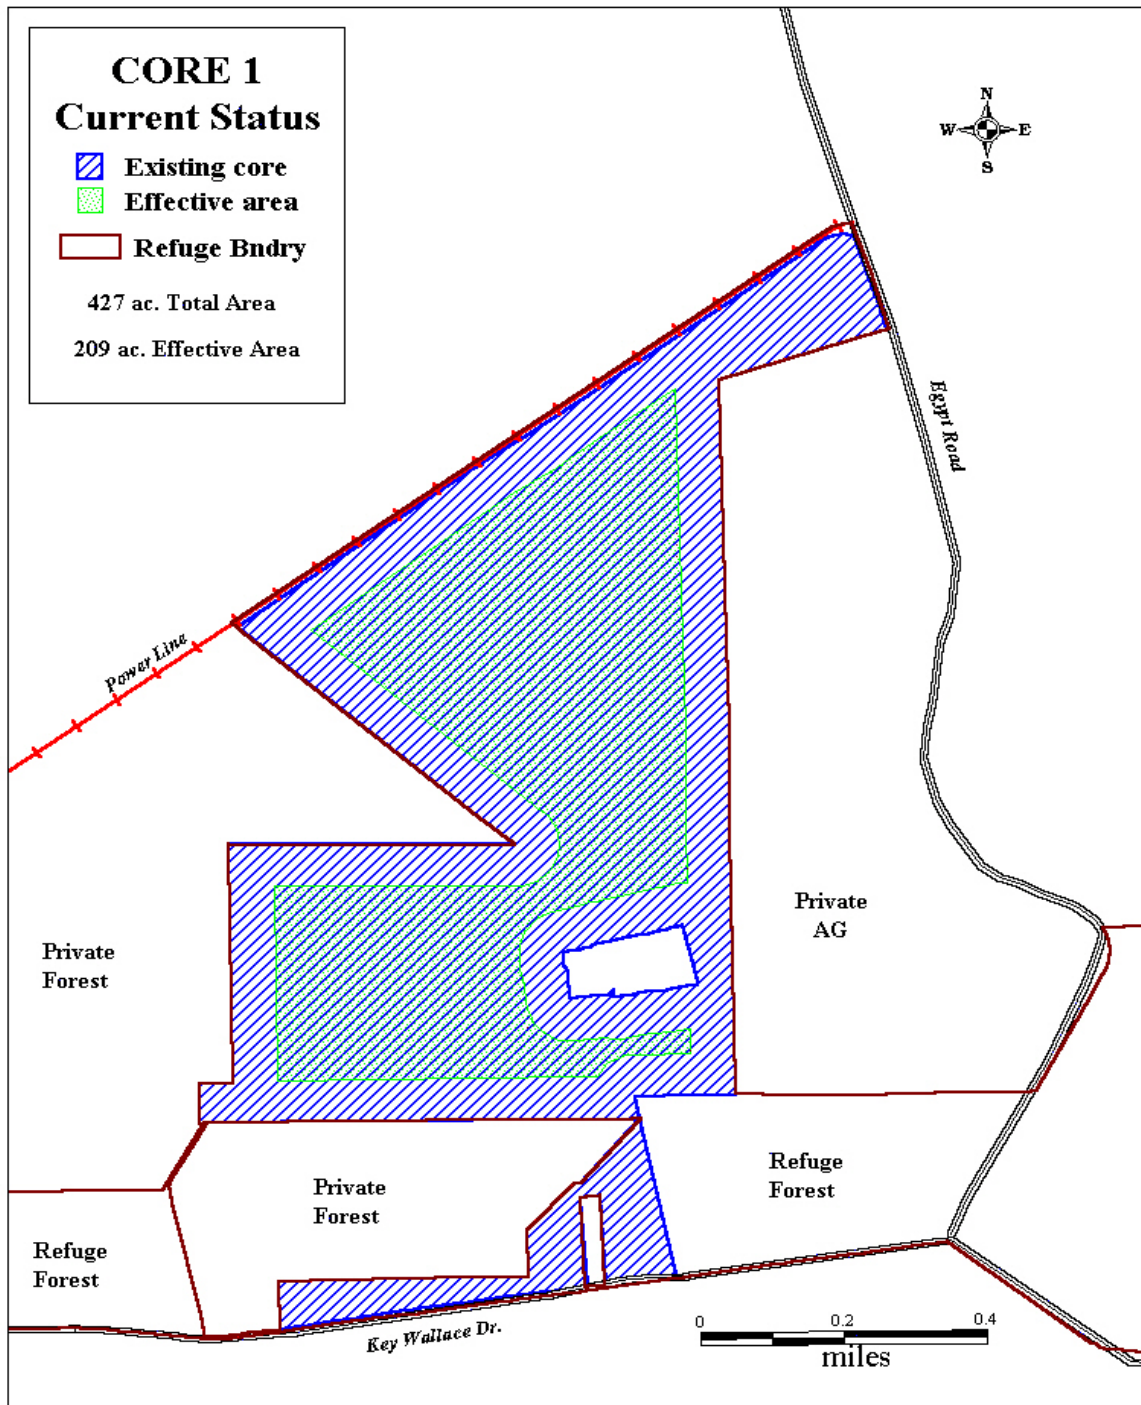 CORE 1
Current Status
Existing core
Effective area
Refuge Bndry
427 ac. Total Area
209 ac. Effective Area
N
W E
S
Egypt Road
Power Line
Private
AG
Private
Forest
Private
Forest
Refuge
Forest
Refuge
Forest
Key Wallace Dr.
0 0.2 0.4
miles